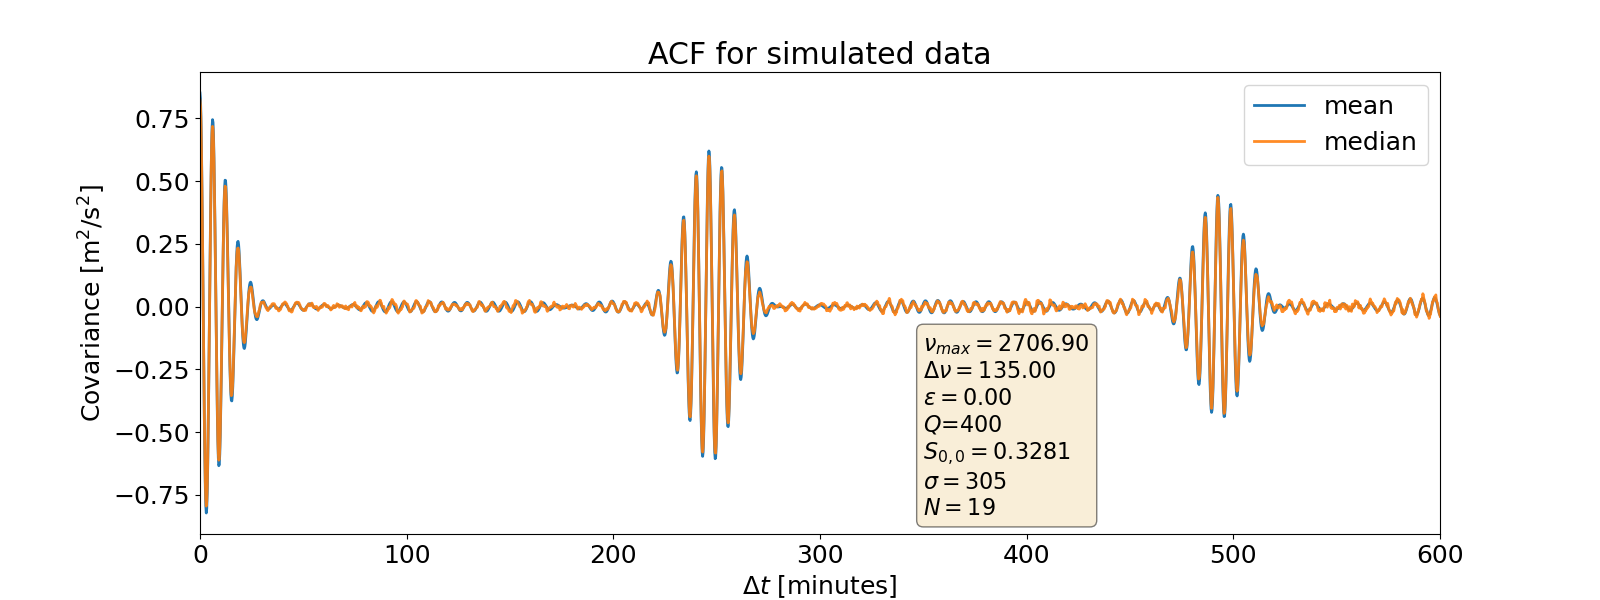 ACF for simulated data
mean
median
Covariance [m²/s²]
0.75
0.50
0.25
0.00
−0.25
−0.50
−0.75
ν_max = 2706.90
Δν = 135.00
ε = 0.00
Q=400
S_0,0 = 0.3281
σ = 305
N = 19
0 100 200 300 400 500 600
Δt [minutes]